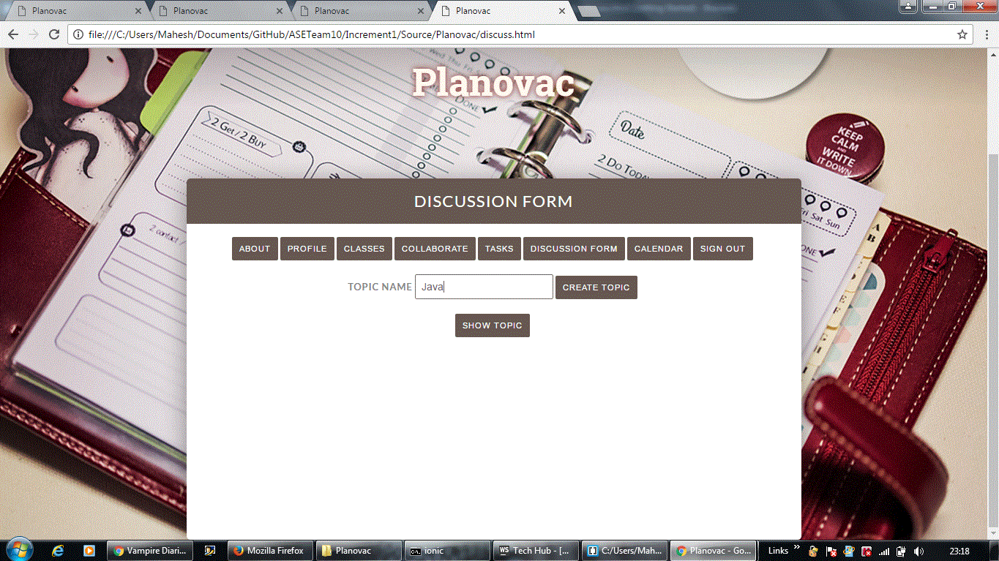 Planovac Planovac Planovac Planovac
file:///C:/Users/Mahesh/Documents/GitHub/ASETeam10/Increment1/Source/Planovac/discuss.html
Planovac
DONE
2 Get / 2 Buy
Date
2 Do Today
KEEP
CALM
AND
WRITE
IT DOWN
DISCUSSION FORM
Fri Sat Sun
2 contact /
ABOUT PROFILE CLASSES COLLABORATE TASKS DISCUSSION FORM CALENDAR SIGN OUT
TOPIC NAME Java CREATE TOPIC
SHOW TOPIC
Vampire Diari... Mozilla Firefox Planovac ionic Tech Hub - [... C:/Users/Mah... Planovac - Go... Links » 23:18